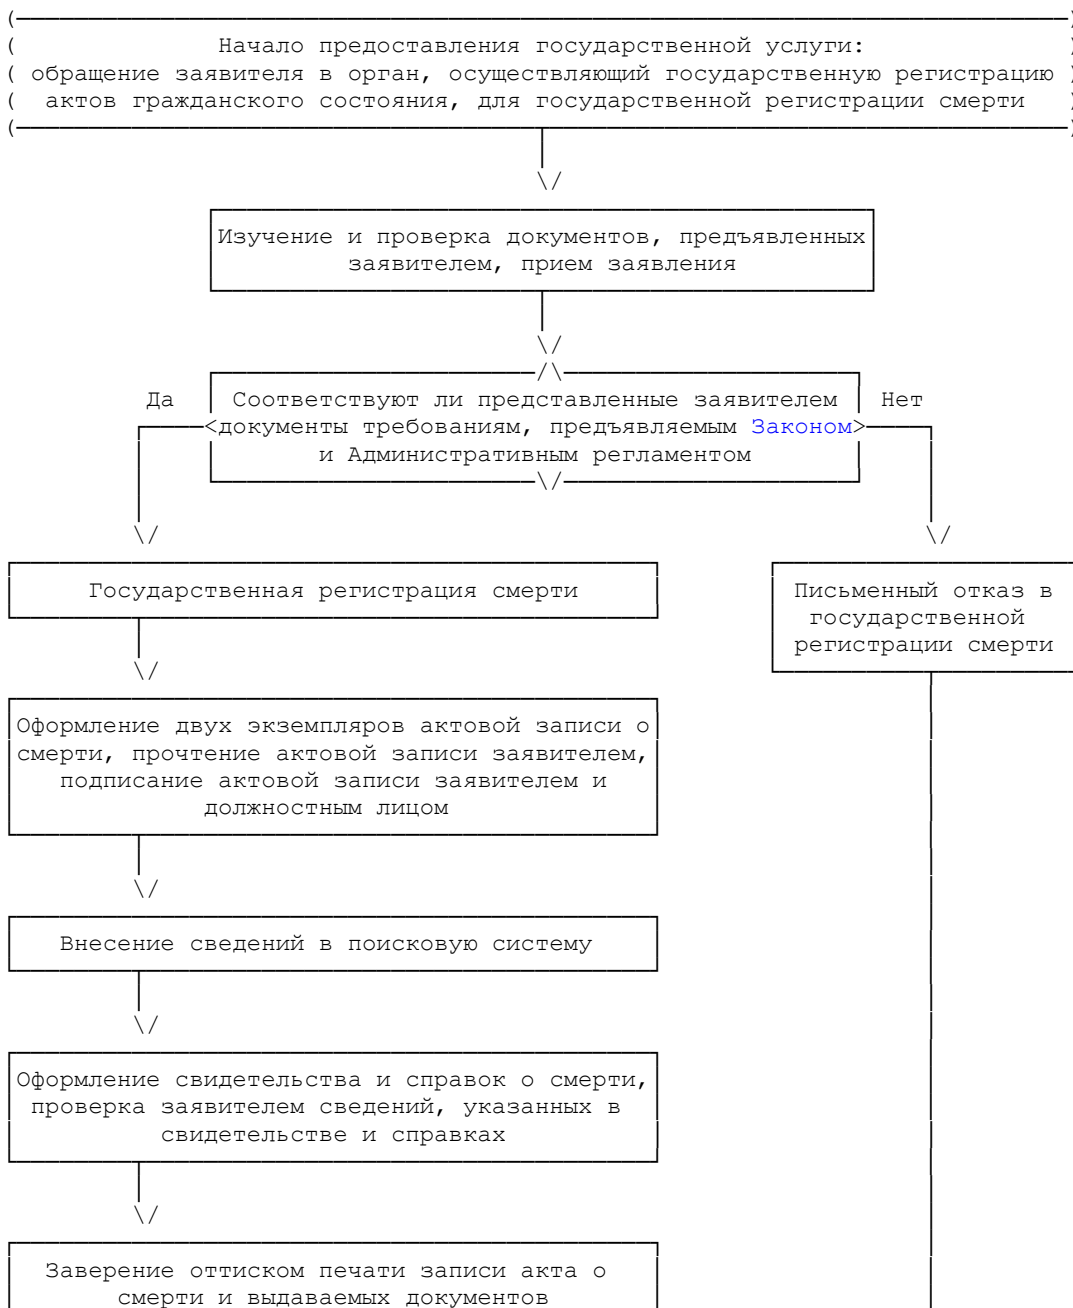 Начало предоставления государственной услуги:
обращение заявителя в орган, осуществляющий государственную регистрацию
актов гражданского состояния, для государственной регистрации смерти
Изучение и проверка документов, предъявленных
заявителем, прием заявления
Да
Соответствуют ли представленные заявителем
документы требованиям, предъявляемым Законом
и Административным регламентом
Нет
Государственная регистрация смерти
Письменный отказ в
государственной
регистрации смерти
Оформление двух экземпляров актовой записи о
смерти, прочтение актовой записи заявителем,
подписание актовой записи заявителем и
должностным лицом
Внесение сведений в поисковую систему
Оформление свидетельства и справок о смерти,
проверка заявителем сведений, указанных в
свидетельстве и справках
Заверение оттиском печати записи акта о
смерти и выдаваемых документов